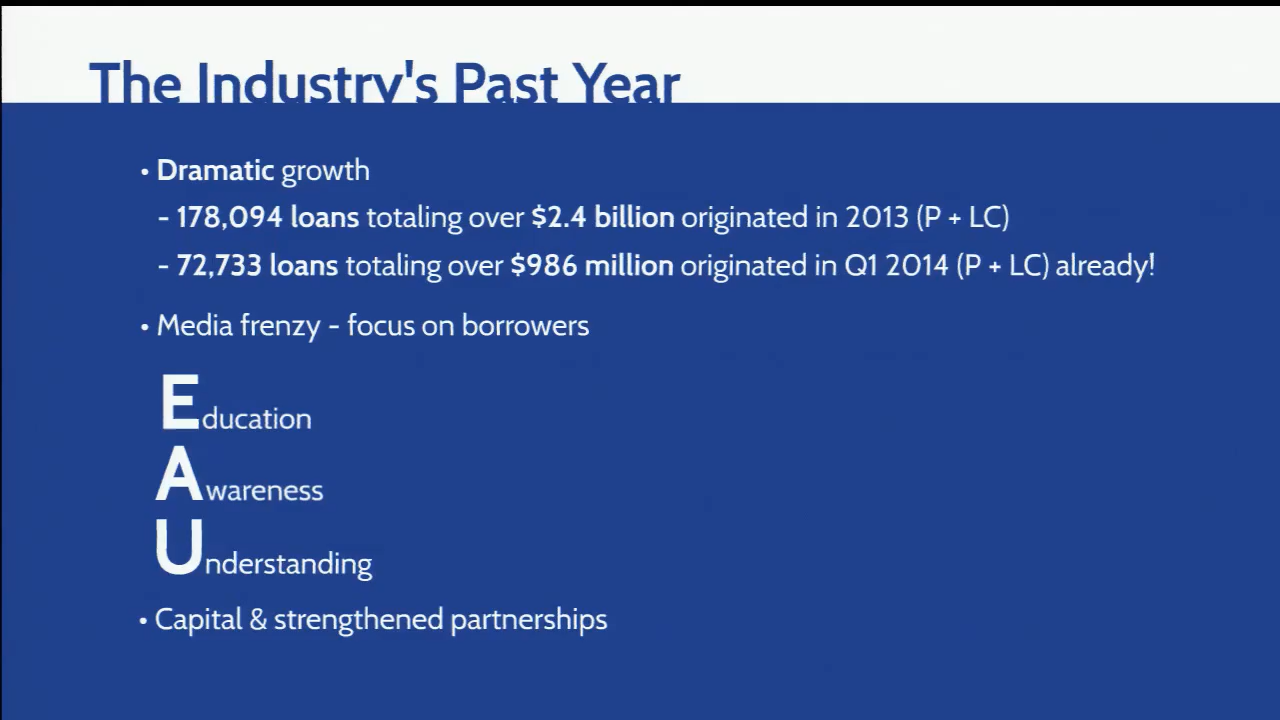 The Industry's Past Year
• Dramatic growth
- 178,094 loans totaling over $2.4 billion originated in 2013 (P + LC)
- 72,733 loans totaling over $986 million originated in Q1 2014 (P + LC) already!
• Media frenzy - focus on borrowers
Education
Awareness
Understanding
• Capital & strengthened partnerships